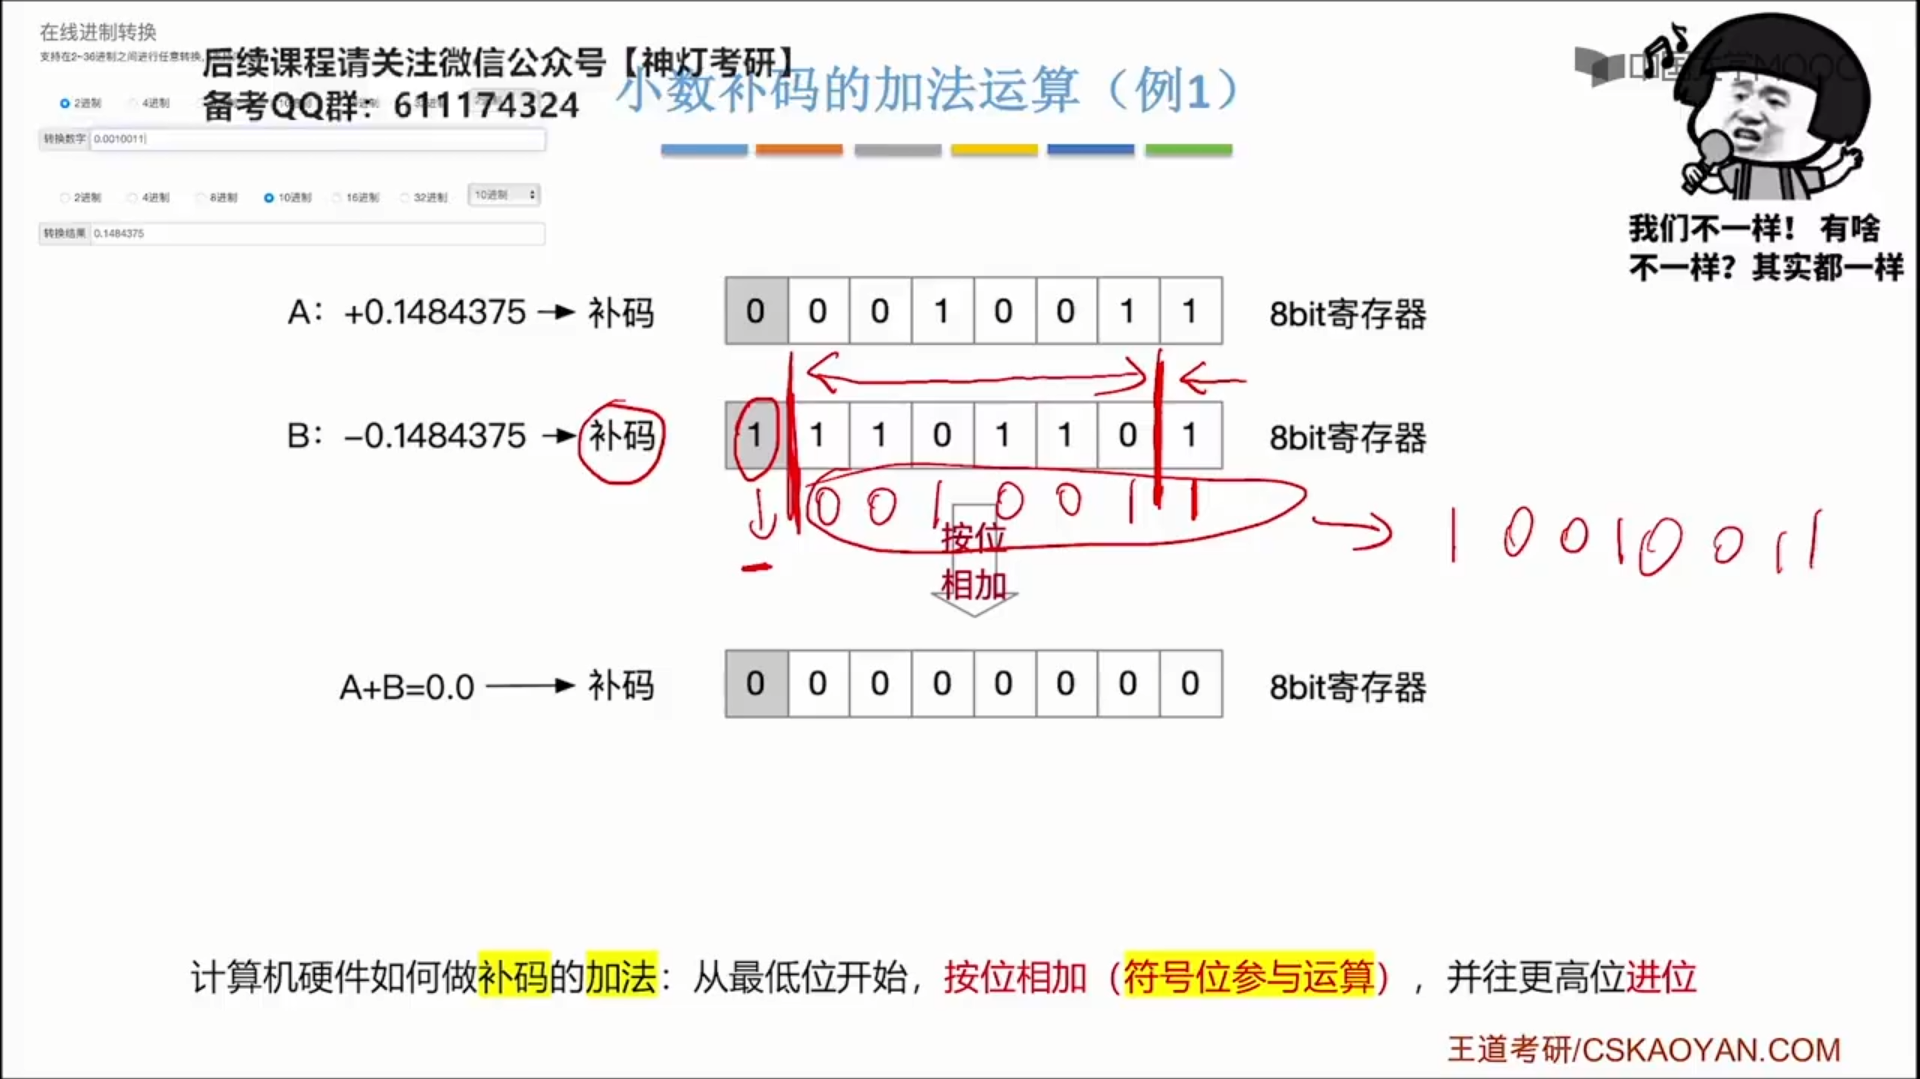 在线进制转换
支持在2~36进制之间进行任意转换,
后续课程请关注微信公众号【神灯考研】
备考QQ群：611174324
小数补码的加法运算（例1）
2进制 4进制
转换数字 0.0010011
2进制 4进制 8进制 10进制 16进制 32进制 10进制
转换结果 0.1484375
我们不一样！有啥
不一样？其实都一样
A：+0.1484375 → 补码 0 0 0 1 0 0 1 1 8bit寄存器
B：-0.1484375 → 补码 1 1 1 0 1 1 0 1 8bit寄存器
0 0 1 0 0 1 1 → 1 0 0 1 0 0 1 1
按位
相加
A+B=0.0 → 补码 0 0 0 0 0 0 0 0 8bit寄存器
计算机硬件如何做补码的加法：从最低位开始，按位相加（符号位参与运算），并往更高位进位
王道考研/CSKAOYAN.COM